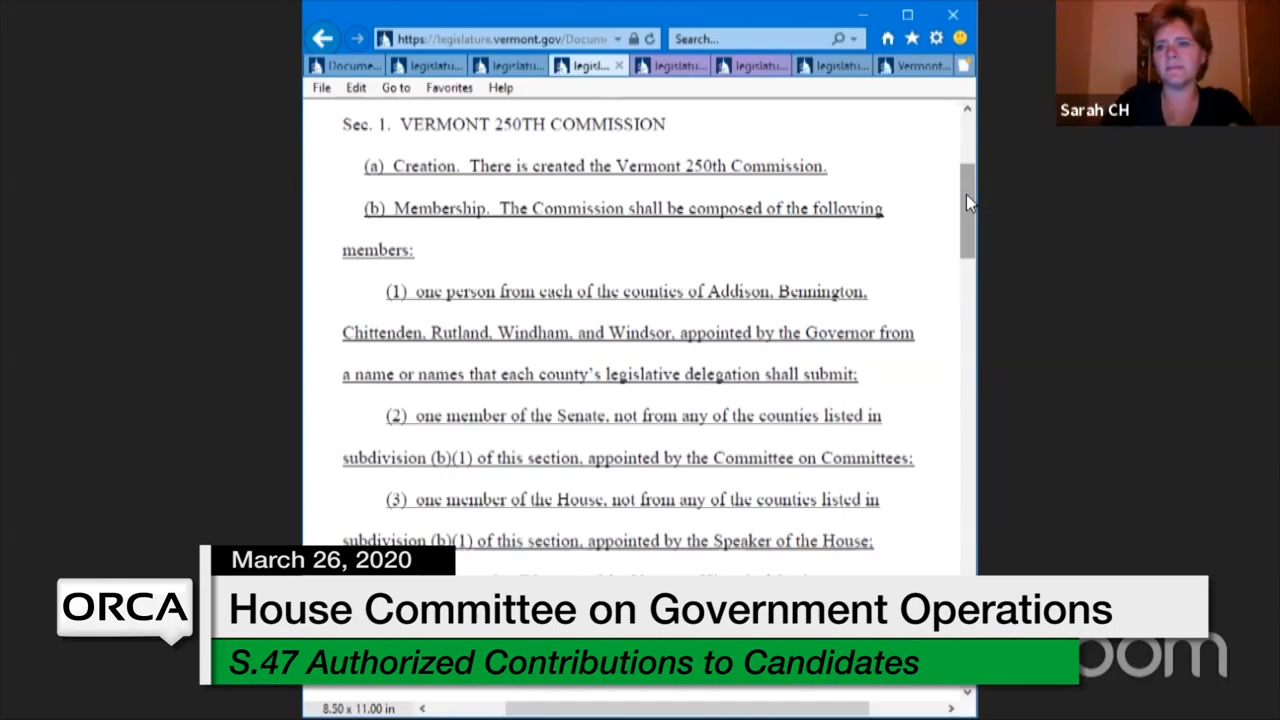 https://legislature.vermont.gov/Docum
Search...
Docume...
legislatu...
legislatu...
legisl...
legislatu...
legislatu...
legislatu...
Vermont...
File Edit Go to Favorites Help
Sec. 1. VERMONT 250TH COMMISSION
(a) Creation. There is created the Vermont 250th Commission.
(b) Membership. The Commission shall be composed of the following
members:
(1) one person from each of the counties of Addison, Bennington,
Chittenden, Rutland, Windham, and Windsor, appointed by the Governor from
a name or names that each county's legislative delegation shall submit;
(2) one member of the Senate, not from any of the counties listed in
subdivision (b)(1) of this section, appointed by the Committee on Committees;
(3) one member of the House, not from any of the counties listed in
subdivision (b)(1) of this section, appointed by the Speaker of the House;
8.50 x 11.00 in
Sarah CH
March 26, 2020
ORCA
House Committee on Government Operations
S.47 Authorized Contributions to Candidates
oom